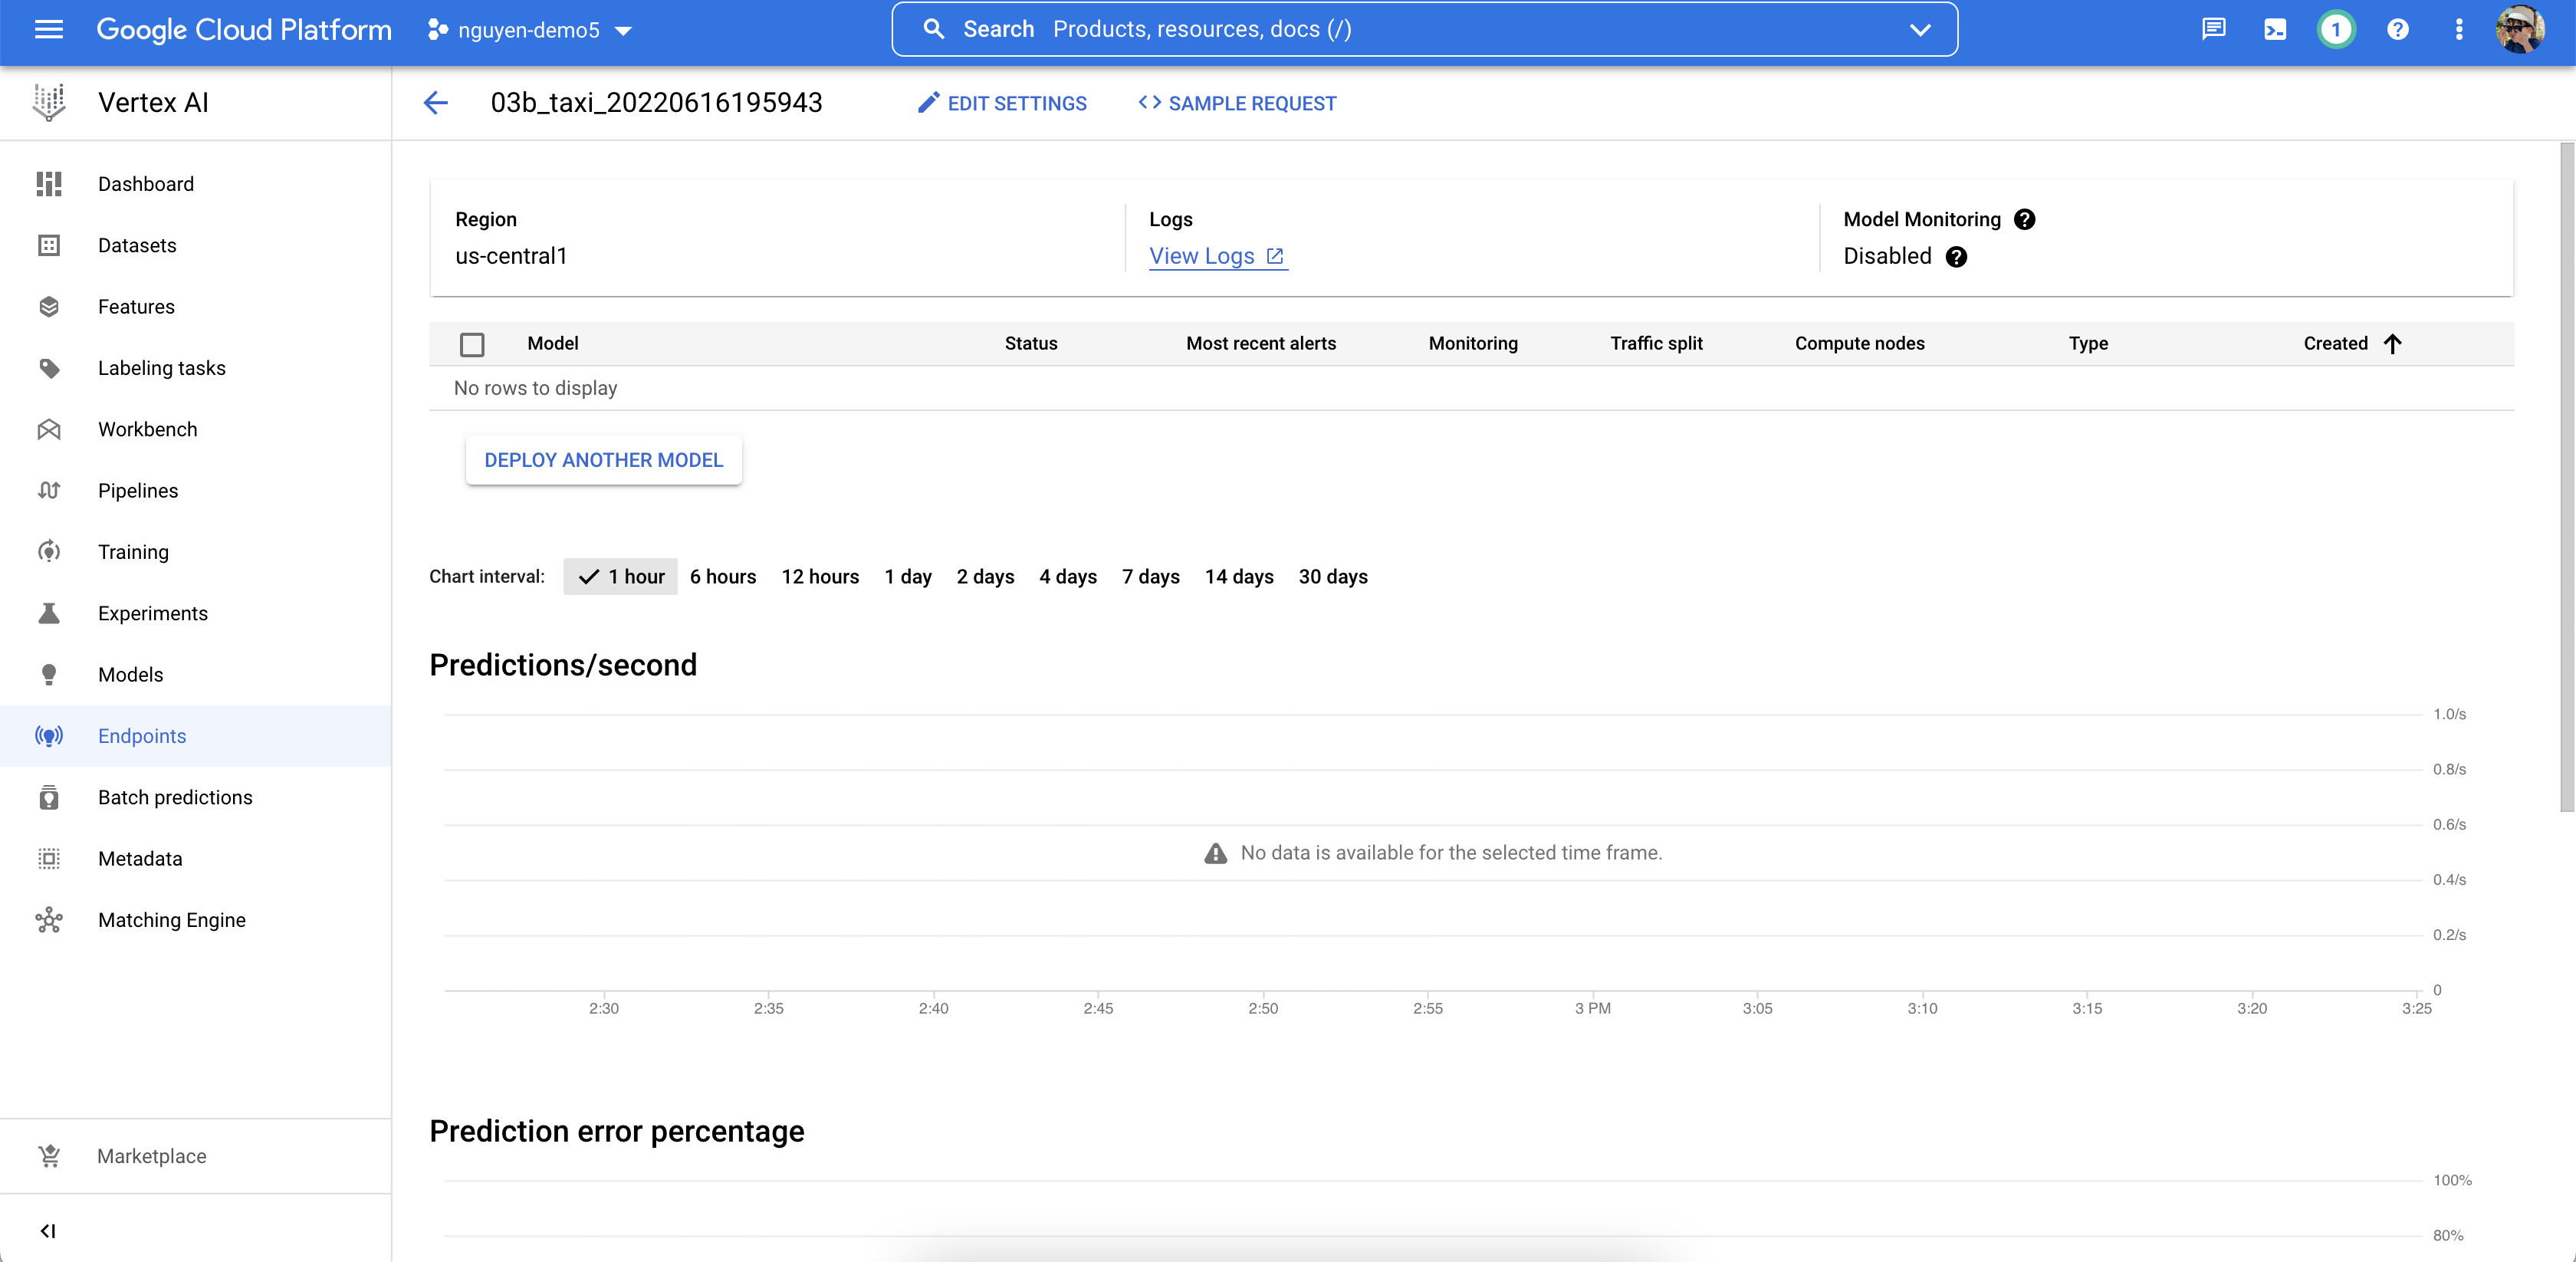 Google Cloud Platform
nguyen-demo5
Search Products, resources, docs (/)
1
Vertex AI
03b_taxi_20220616195943
EDIT SETTINGS
SAMPLE REQUEST
Dashboard
Datasets
Features
Labeling tasks
Workbench
Pipelines
Training
Experiments
Models
Endpoints
Batch predictions
Metadata
Matching Engine
Marketplace
Region
us-central1
Logs
View Logs
Model Monitoring
Disabled
Model Status Most recent alerts Monitoring Traffic split Compute nodes Type Created
No rows to display
DEPLOY ANOTHER MODEL
Chart interval: 1 hour 6 hours 12 hours 1 day 2 days 4 days 7 days 14 days 30 days
Predictions/second
1.0/s
0.8/s
0.6/s
No data is available for the selected time frame.
0.4/s
0.2/s
0
2:30 2:35 2:40 2:45 2:50 2:55 3 PM 3:05 3:10 3:15 3:20 3:25
Prediction error percentage
100%
80%